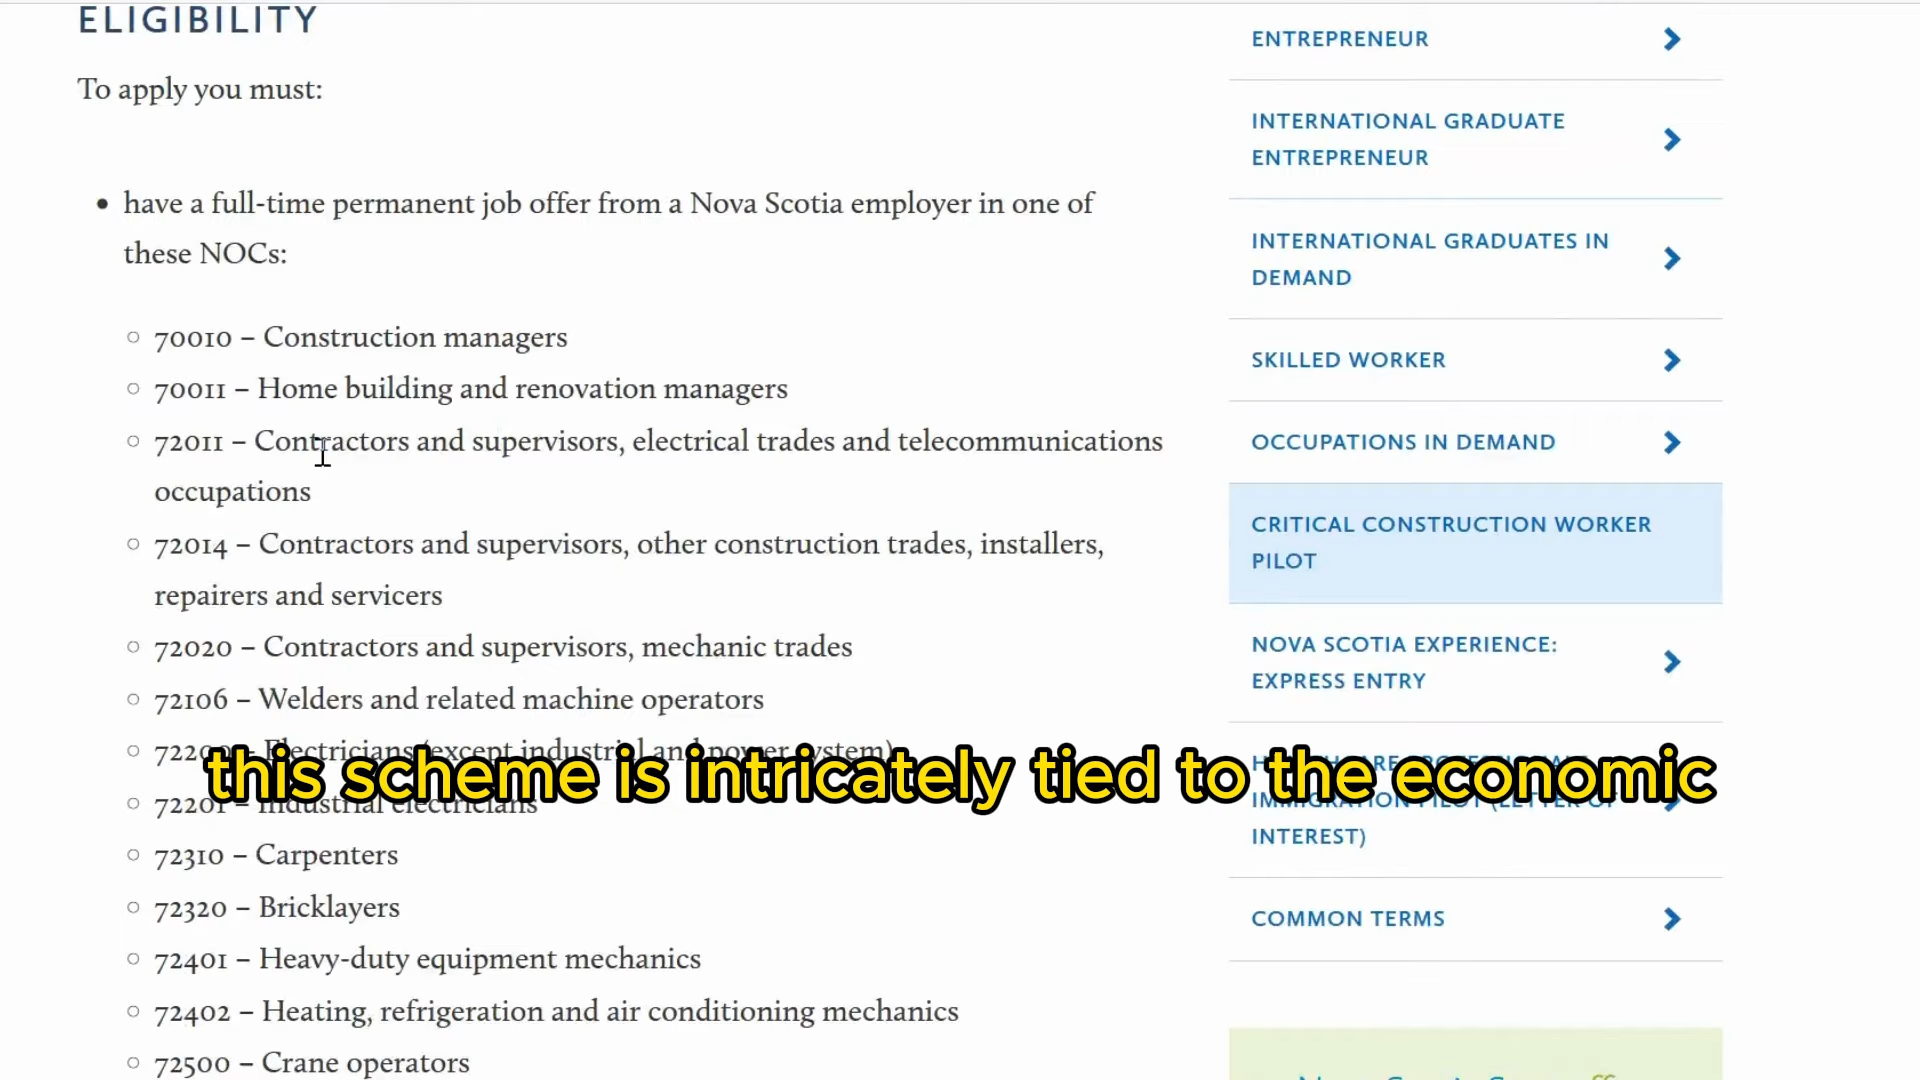 ELIGIBILITY
To apply you must:
• have a full-time permanent job offer from a Nova Scotia employer in one of
these NOCs:
○ 70010 – Construction managers
○ 70011 – Home building and renovation managers
○ 72011 – Contractors and supervisors, electrical trades and telecommunications
occupations
○ 72014 – Contractors and supervisors, other construction trades, installers,
repairers and servicers
○ 72020 – Contractors and supervisors, mechanic trades
○ 72106 – Welders and related machine operators
○ 72200 – Electricians (except industrial and power system)
○ 72201 – Industrial electricians
○ 72310 – Carpenters
○ 72320 – Bricklayers
○ 72401 – Heavy-duty equipment mechanics
○ 72402 – Heating, refrigeration and air conditioning mechanics
○ 72500 – Crane operators
ENTREPRENEUR
INTERNATIONAL GRADUATE
ENTREPRENEUR
INTERNATIONAL GRADUATES IN
DEMAND
SKILLED WORKER
OCCUPATIONS IN DEMAND
CRITICAL CONSTRUCTION WORKER
PILOT
NOVA SCOTIA EXPERIENCE:
EXPRESS ENTRY
IMMIGRATION PILOT (LETTER OF
INTEREST)
COMMON TERMS
this scheme is intricately tied to the economic